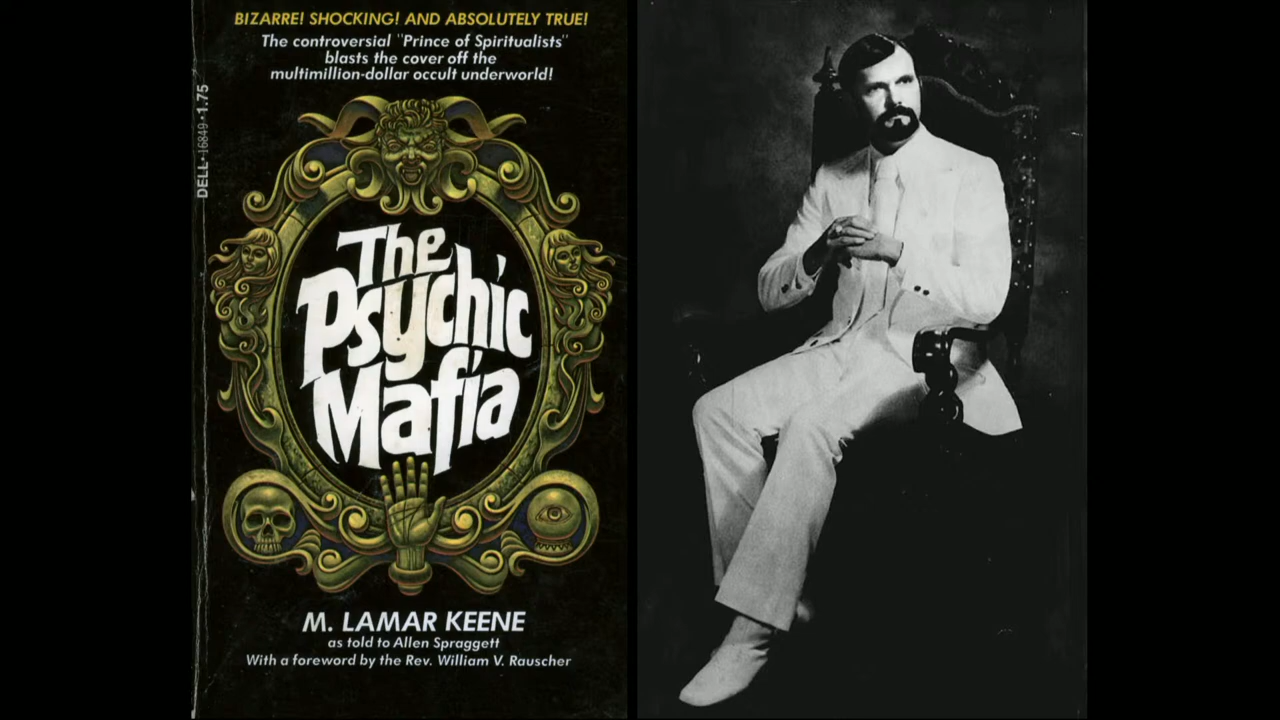 BIZARRE! SHOCKING! AND ABSOLUTELY TRUE!
The controversial "Prince of Spiritualists"
blasts the cover off the
multimillion-dollar occult underworld!
DELL•16849•1.75
The
Psychic
Mafia
M. LAMAR KEENE
as told to Allen Spraggett
With a foreword by the Rev. William V. Rauscher